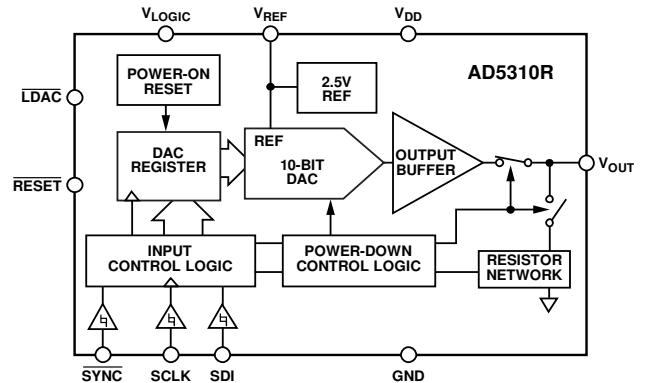 VLOGIC
VREF
VDD
AD5310R
POWER-ON
RESET
2.5V
REF
LDAC
RESET
DAC
REGISTER
REF
10-BIT
DAC
OUTPUT
BUFFER
VOUT
INPUT
CONTROL LOGIC
POWER-DOWN
CONTROL LOGIC
RESISTOR
NETWORK
SYNC
SCLK
SDI
GND